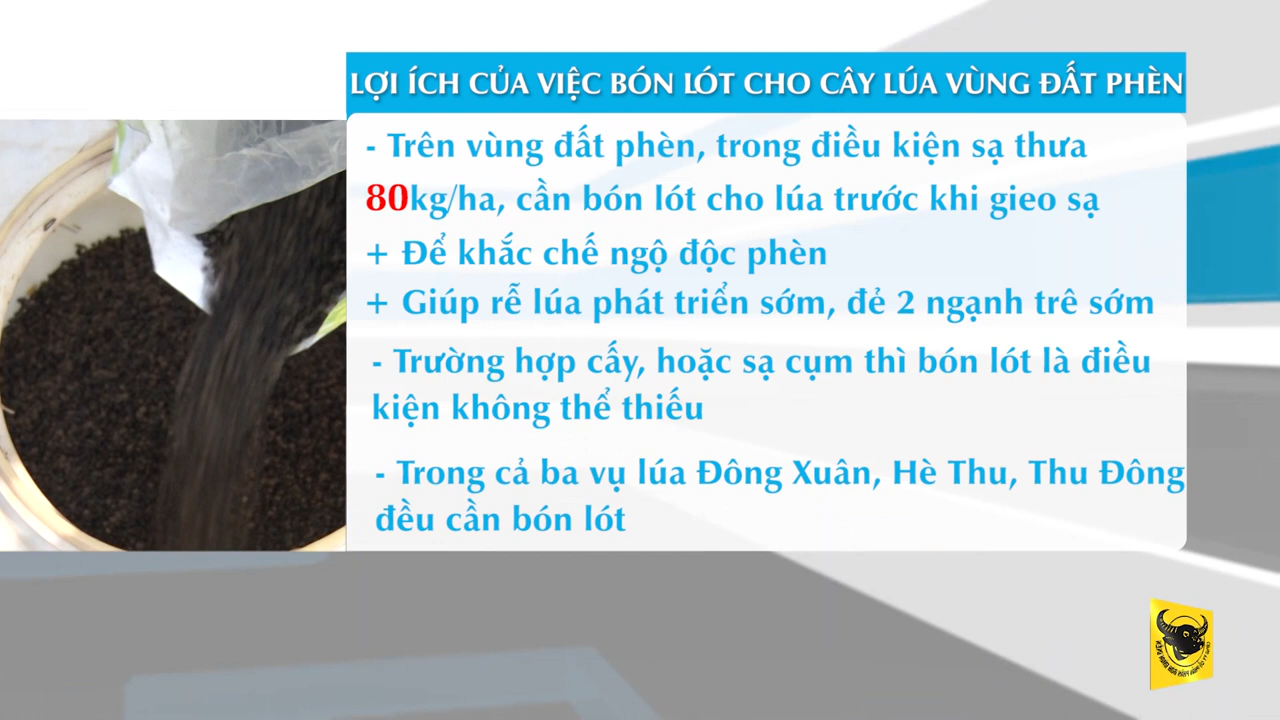 LỢI ÍCH CỦA VIỆC BÓN LÓT CHO CÂY LÚA VÙNG ĐẤT PHÈN
- Trên vùng đất phèn, trong điều kiện sạ thưa
80kg/ha, cần bón lót cho lúa trước khi gieo sạ
+ Để khắc chế ngộ độc phèn
+ Giúp rễ lúa phát triển sớm, đẻ 2 ngạnh trê sớm
- Trường hợp cấy, hoặc sạ cụm thì bón lót là điều
kiện không thể thiếu
- Trong cả ba vụ lúa Đông Xuân, Hè Thu, Thu Đông
đều cần bón lót